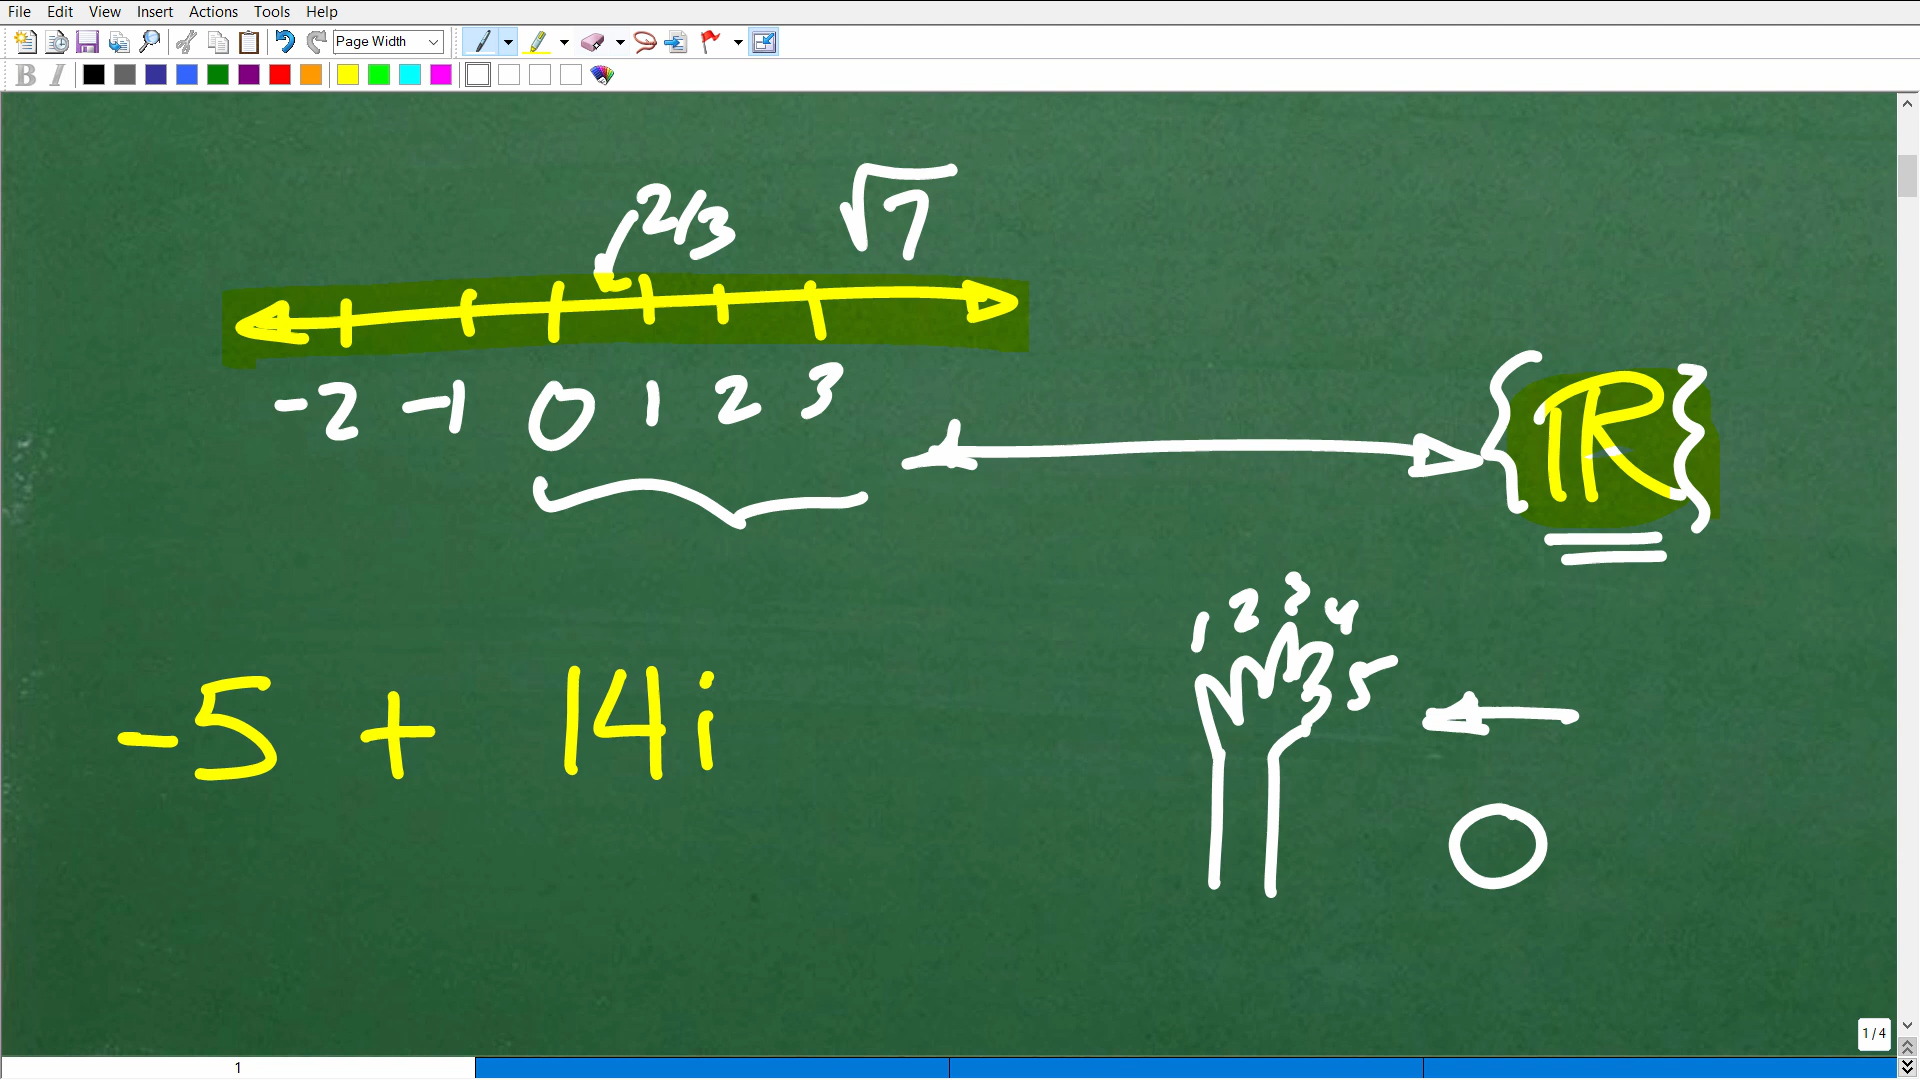 File Edit View Insert Actions Tools Help
Page Width
B I
2/3 √7
-2 -1 0 1 2 3
{ℝ}
1 2 3 4 5
-5 + 14i
0
1/4
1